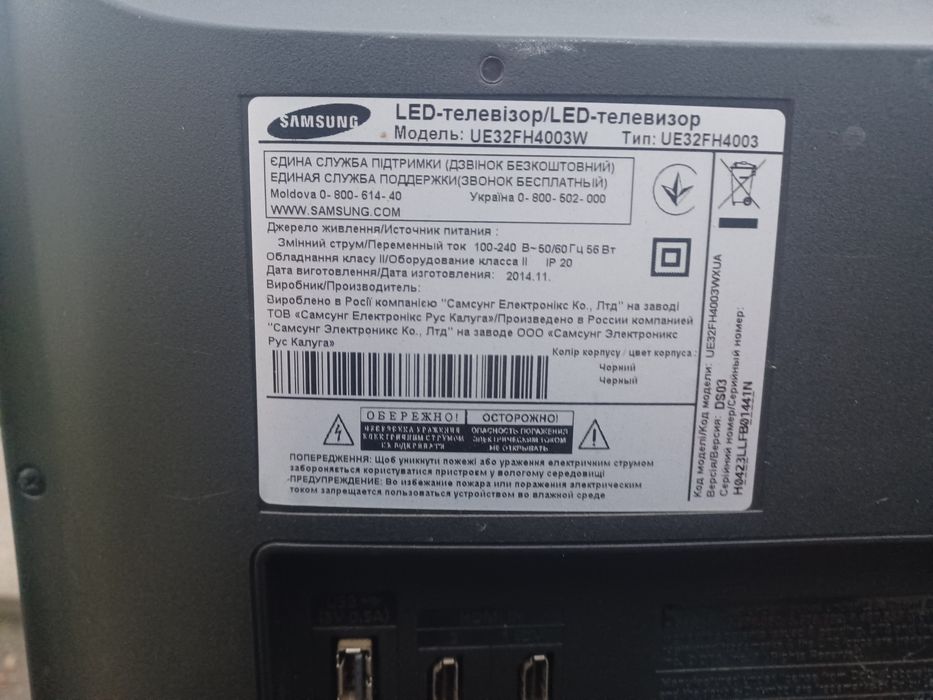 SAMSUNG
LED-телевізор/LED-телевизор
Модель: UE32FH4003W Тип: UE32FH4003
ЄДИНА СЛУЖБА ПІДТРИМКИ (ДЗВІНОК БЕЗКОШТОВНИЙ)
ЕДИНАЯ СЛУЖБА ПОДДЕРЖКИ(ЗВОНОК БЕСПЛАТНЫЙ)
Moldova 0-800-614-40 Україна 0-800-502-000
WWW.SAMSUNG.COM
Джерело живлення/Источник питания :
Змінний струм/Переменный ток 100-240 В~50/60 Гц 56 Вт
Обладнання класу II/Оборудование класса II IP 20
Дата виготовлення/Дата изготовления: 2014.11.
Виробник/Производитель:
Вироблено в Росії компанією "Самсунг Електронікс Ко., Лтд" на заводі
ТОВ «Самсунг Електронікс Рус Калуга»/Произведено в России компанией
"Самсунг Электроникс Ко., Лтд" на заводе ООО «Самсунг Электроникс
Рус Калуга»
Колір корпусу / цвет корпуса :
Чорний
Черный
ОБЕРЕЖНО! ОСТОРОЖНО!
НЕБЕЗПЕКА УРАЖЕННЯ ЕЛЕКТРИЧНИМ СТРУМОМ НЕ ВІДКРИВАТИ
ОПАСНОСТЬ ПОРАЖЕНИЯ ЭЛЕКТРИЧЕСКИМ ТОКОМ НЕ ОТКРЫВАТЬ
ПОПЕРЕДЖЕННЯ: Щоб уникнути пожежі або ураження електричним струмом
забороняється користуватися пристроєм у вологому середовищі
ПРЕДУПРЕЖДЕНИЕ: Во избежание пожара или поражения электрическим
током запрещается пользоваться устройством во влажной среде
Код моделі/Код модели: UE32FH4003WXUA
Версія/Версия: DS03
Серійний номер/Серийный номер:
H0423LLFB01441N